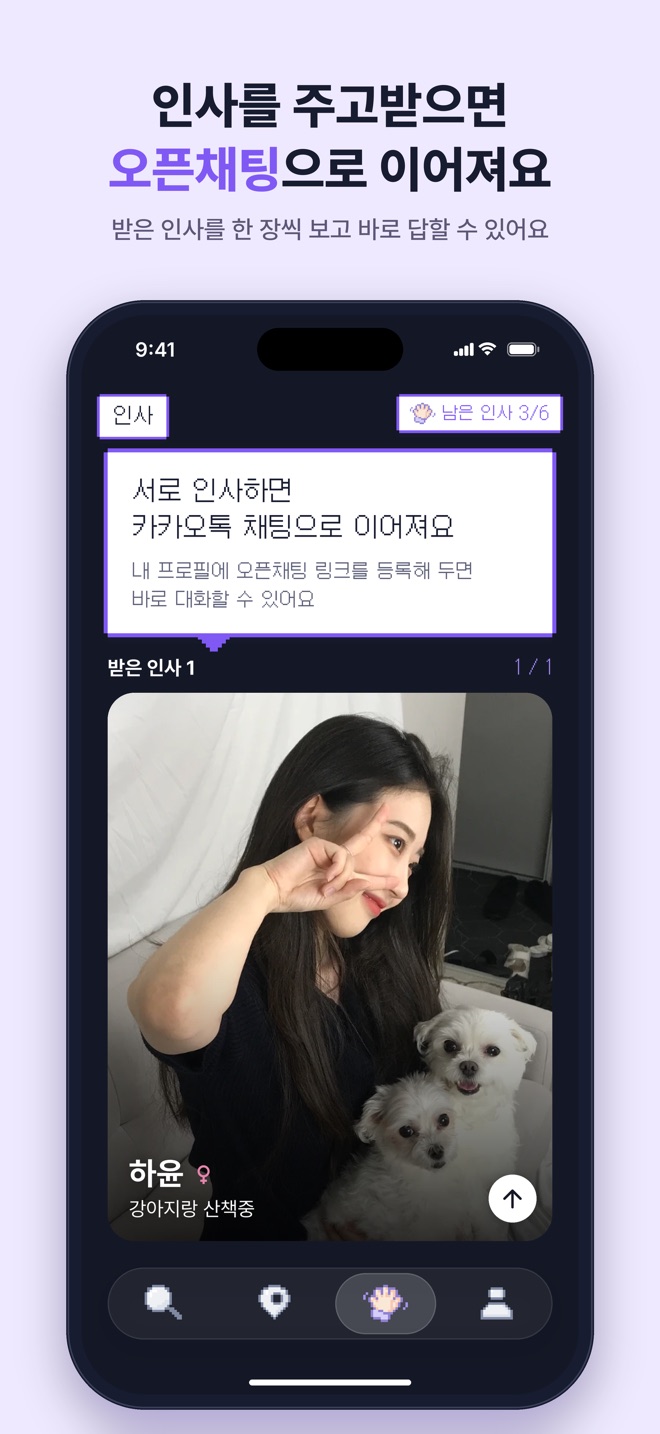 인사를 주고받으면
오픈채팅으로 이어져요
받은 인사를 한 장씩 보고 바로 답할 수 있어요
9:41
인사
남은 인사 3/6
서로 인사하면
카카오톡 채팅으로 이어져요
내 프로필에 오픈채팅 링크를 등록해 두면
바로 대화할 수 있어요
받은 인사 1
1 / 1
하윤 ♀
강아지랑 산책중